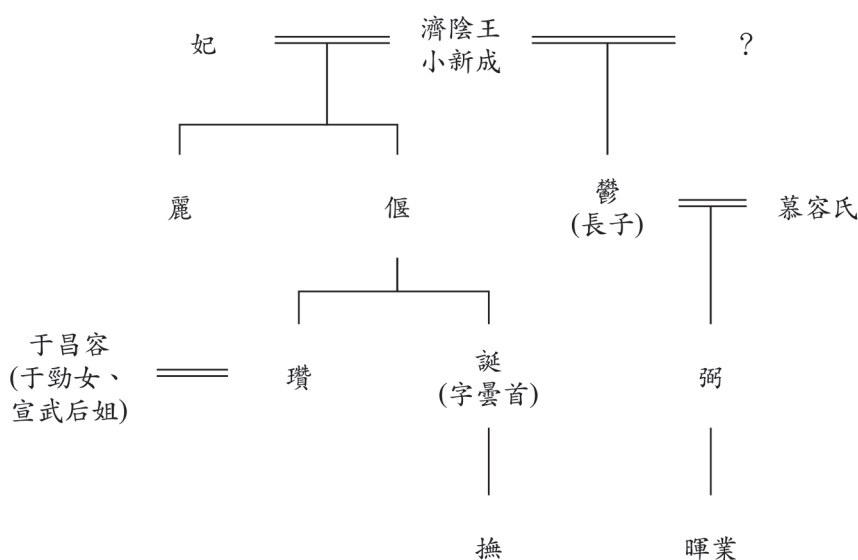 妃
濟陰王
小新成
？
麗
偃
鬱
(長子)
慕容氏
于昌容
(于勁女、
宣武后姐)
瓚
誕
(字曇首)
弼
撫
暉業